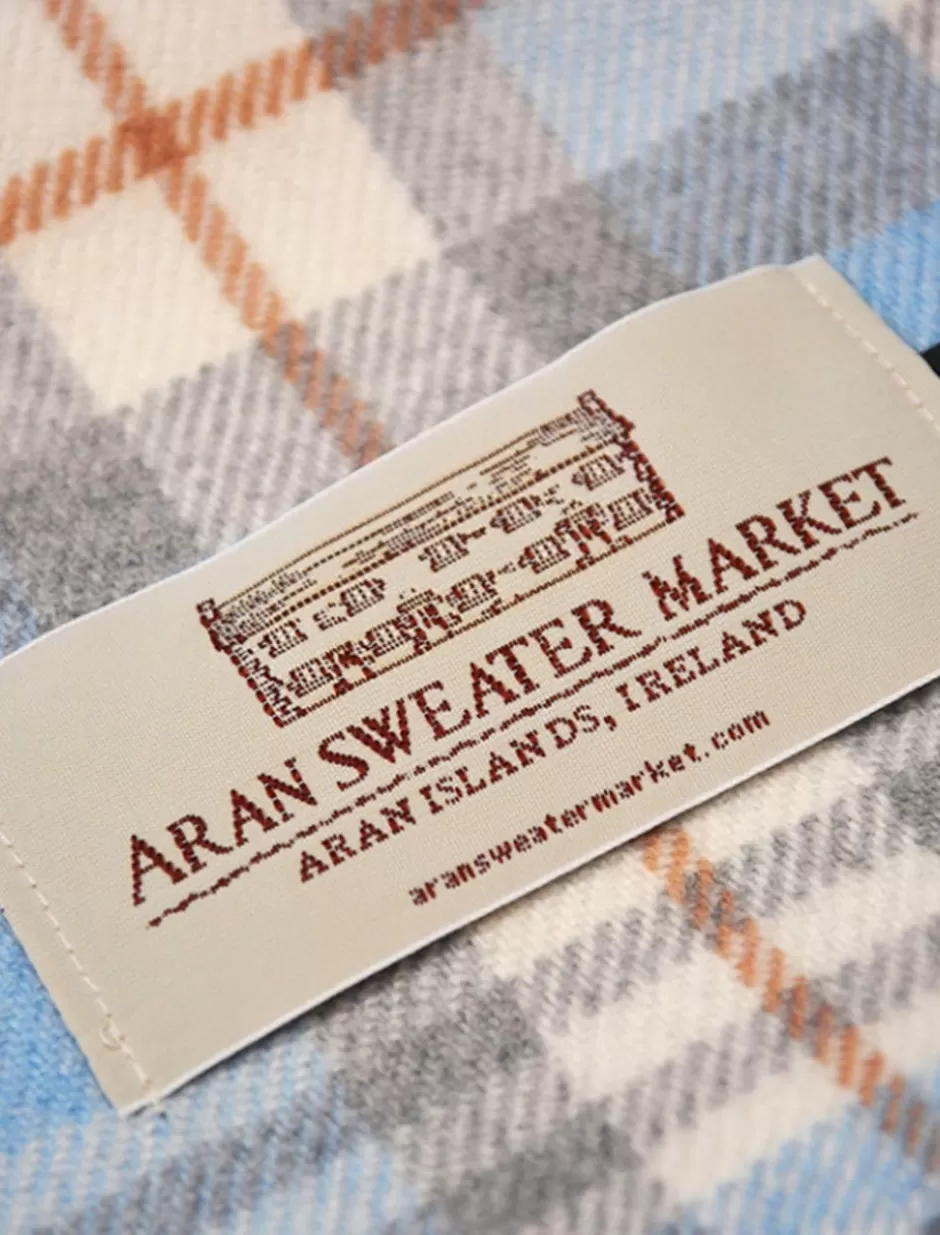 ARAN SWEATER MARKET
ARAN ISLANDS, IRELAND
aransweatermarket.com